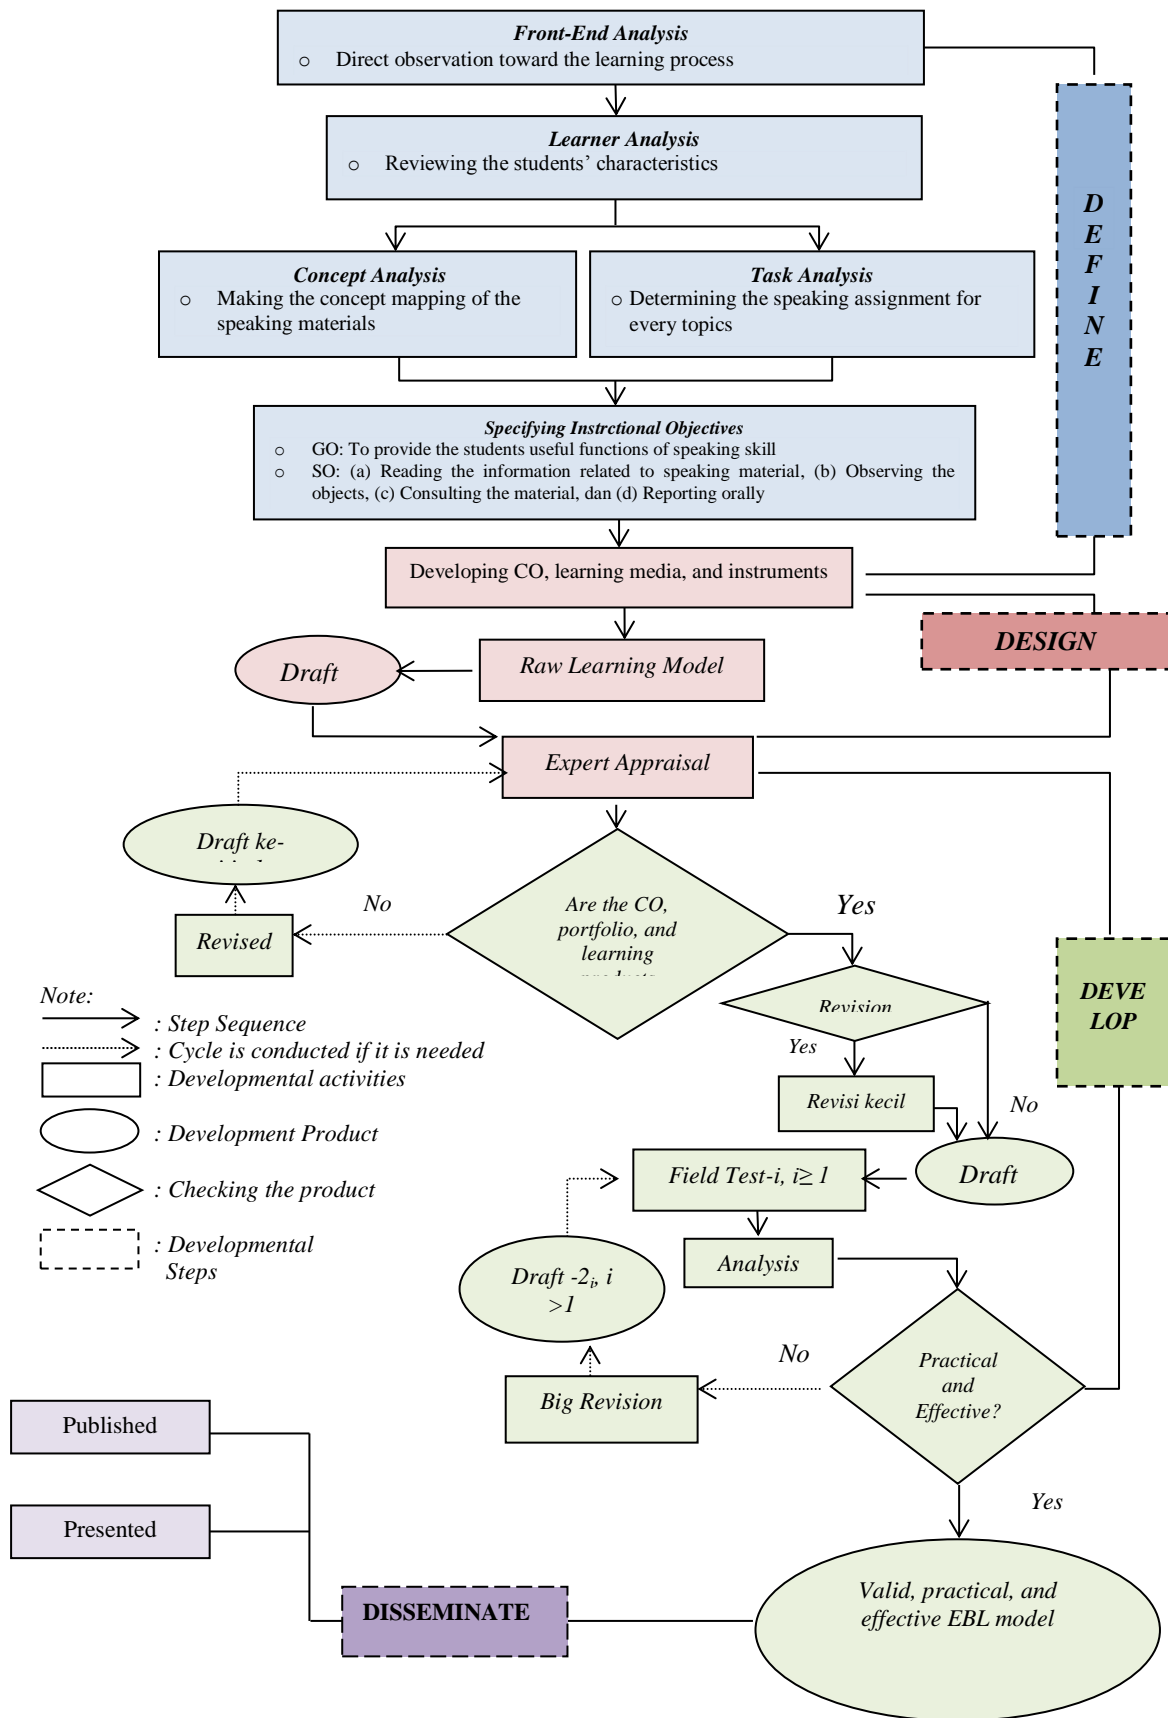 Front-End Analysis
o Direct observation toward the learning process
Learner Analysis
o Reviewing the students’ characteristics
Concept Analysis
o Making the concept mapping of the
speaking materials
Task Analysis
o Determining the speaking assignment for
every topics
D
E
F
I
N
E
Specifying Instrctional Objectives
o GO: To provide the students useful functions of speaking skill
o SO: (a) Reading the information related to speaking material, (b) Observing the
objects, (c) Consulting the material, dan (d) Reporting orally
Developing CO, learning media, and instruments
DESIGN
Raw Learning Model
Draft
Expert Appraisal
Draft ke-
No
Yes
Are the CO,
portfolio, and
learning
products
Revised
Revision
DEVE
LOP
Note:
: Step Sequence
: Cycle is conducted if it is needed
: Developmental activities
: Development Product
: Checking the product
: Developmental
Steps
Yes
Revisi kecil
No
Draft
Field Test-i, i≥ 1
Analysis
Draft -2i, i
>1
No
Practical
and
Effective?
Big Revision
Published
Presented
Yes
DISSEMINATE
Valid, practical, and
effective EBL model